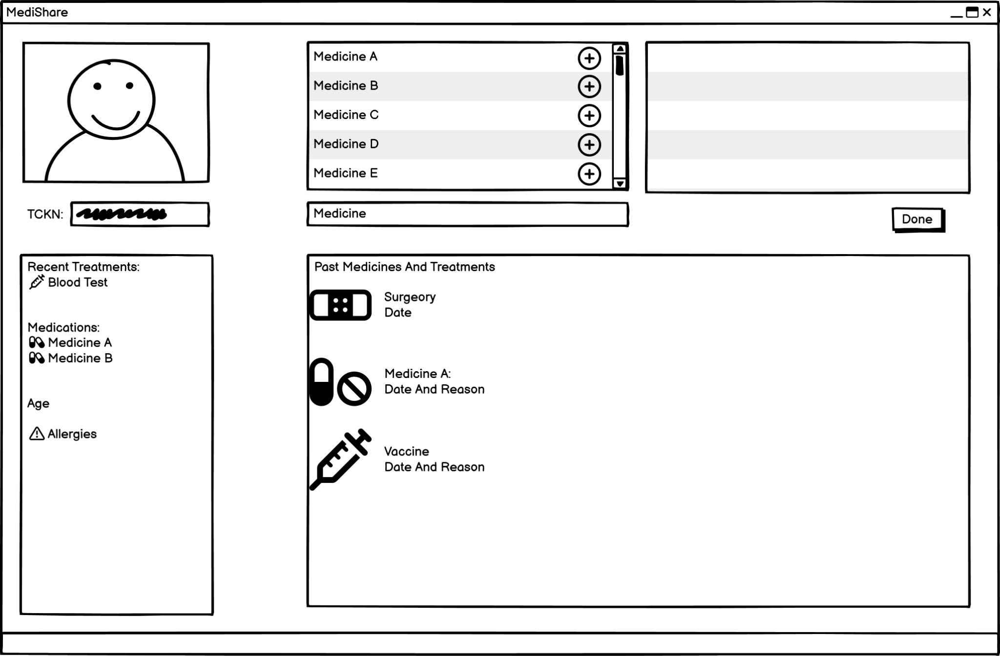 MediShare
Medicine A
Medicine B
Medicine C
Medicine D
Medicine E
TCKN:
Medicine
Done
Recent Treatments:
Blood Test
Medications:
Medicine A
Medicine B
Age
Allergies
Past Medicines And Treatments
Surgeory
Date
Medicine A:
Date And Reason
Vaccine
Date And Reason